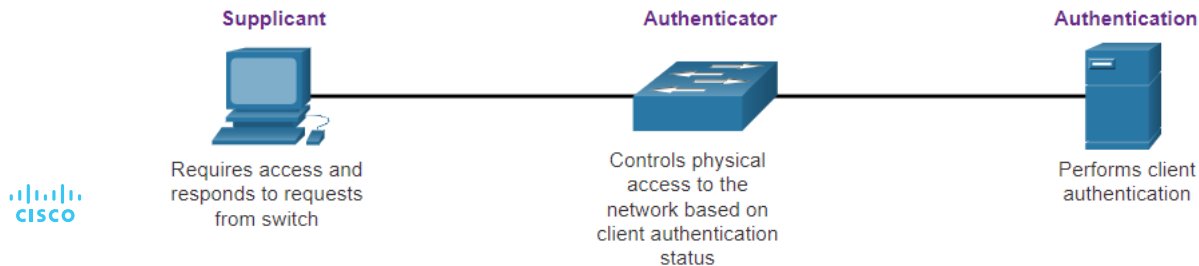 Supplicant
Authenticator
Authentication
Requires access and
responds to requests
from switch
Controls physical
access to the
network based on
client authentication
status
Performs client
authentication
CISCO